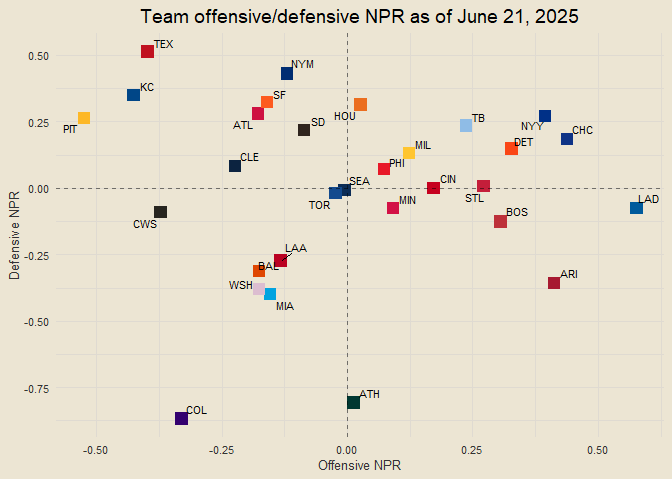 Team offensive/defensive NPR as of June 21, 2025
0.50
TEX
NYM
KC
SF
0.25
PIT
ATL
SD
HOU
TB
NYY
CHC
DET
MIL
CLE
PHI
0.00
SEA
CIN
STL
TOR
MIN
LAD
CWS
BOS
-0.25
LAA
BAL
ARI
WSH
MIA
-0.50
-0.75
ATH
COL
Defensive NPR
-0.50
-0.25
0.00
0.25
0.50
Offensive NPR